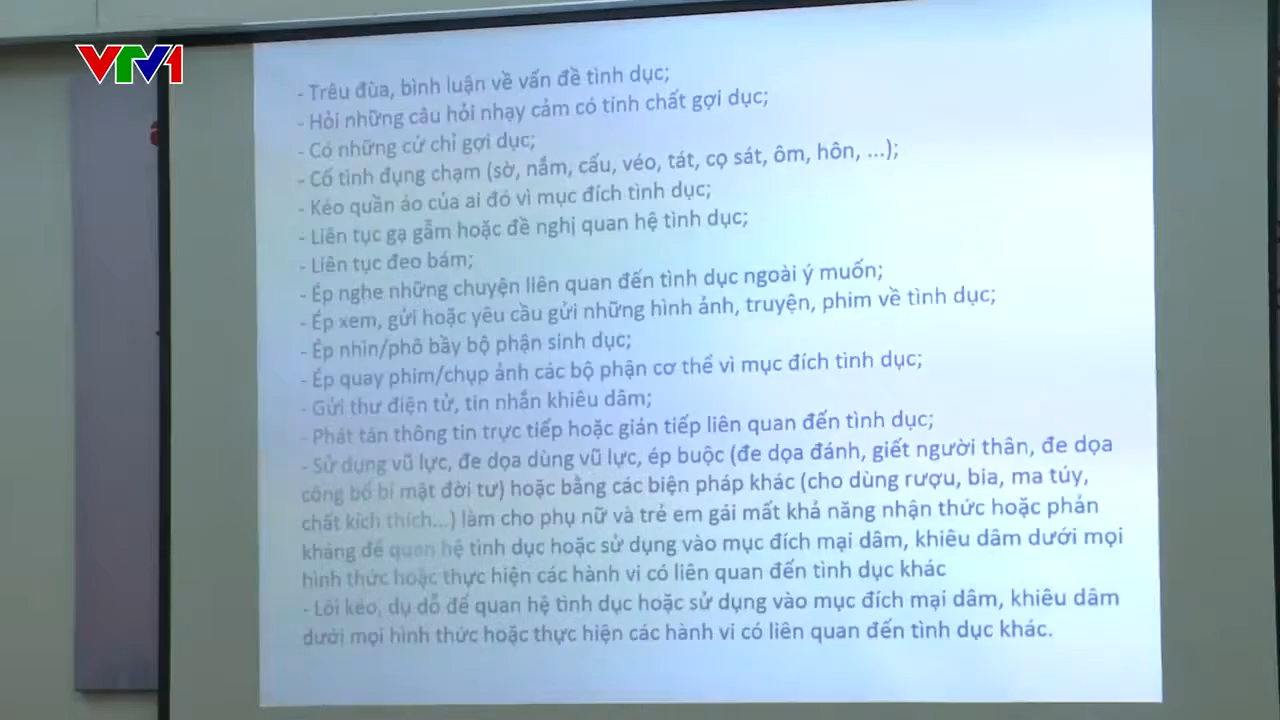 VTV1
- Trêu đùa, bình luận về vấn đề tình dục;
- Hỏi những câu hỏi nhạy cảm có tính chất gợi dục;
- Có những cử chỉ gợi dục;
- Cố tình đụng chạm (sờ, nắm, cấu, véo, tát, cọ sát, ôm, hôn, ...);
- Kéo quần áo của ai đó vì mục đích tình dục;
- Liên tục gạ gẫm hoặc đề nghị quan hệ tình dục;
- Liên tục đeo bám;
- Ép nghe những chuyện liên quan đến tình dục ngoài ý muốn;
- Ép xem, gửi hoặc yêu cầu gửi những hình ảnh, truyện, phim về tình dục;
- Ép nhìn/phô bầy bộ phận sinh dục;
- Ép quay phim/chụp ảnh các bộ phận cơ thể vì mục đích tình dục;
- Gửi thư điện tử, tin nhắn khiêu dâm;
- Phát tán thông tin trực tiếp hoặc gián tiếp liên quan đến tình dục;
- Sử dụng vũ lực, đe dọa dùng vũ lực, ép buộc (đe dọa đánh, giết người thân, đe dọa
công bố bí mật đời tư) hoặc bằng các biện pháp khác (cho dùng rượu, bia, ma túy,
chất kích thích...) làm cho phụ nữ và trẻ em gái mất khả năng nhận thức hoặc phản
kháng để quan hệ tình dục hoặc sử dụng vào mục đích mại dâm, khiêu dâm dưới mọi
hình thức hoặc thực hiện các hành vi có liên quan đến tình dục khác
- Lôi kéo, dụ dỗ để quan hệ tình dục hoặc sử dụng vào mục đích mại dâm, khiêu dâm
dưới mọi hình thức hoặc thực hiện các hành vi có liên quan đến tình dục khác.